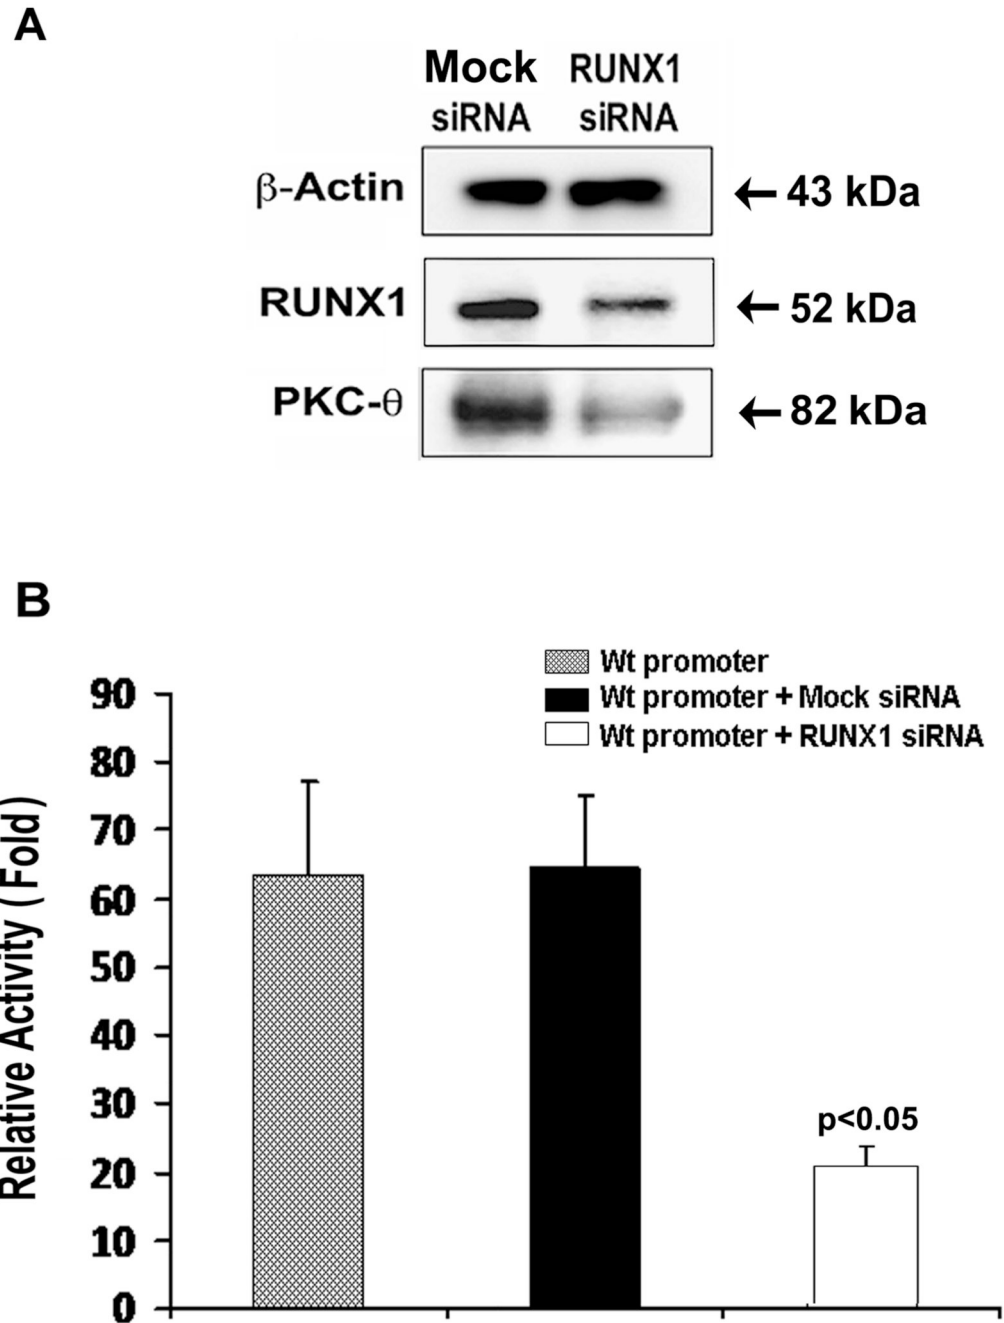 A
Mock RUNX1
siRNA siRNA
β-Actin ← 43 kDa
RUNX1 ← 52 kDa
PKC-θ ← 82 kDa
B
Wt promoter
Wt promoter + Mock siRNA
Wt promoter + RUNX1 siRNA
Relative Activity (Fold)
90
80
70
60
50
40
30
20
10
0
p<0.05